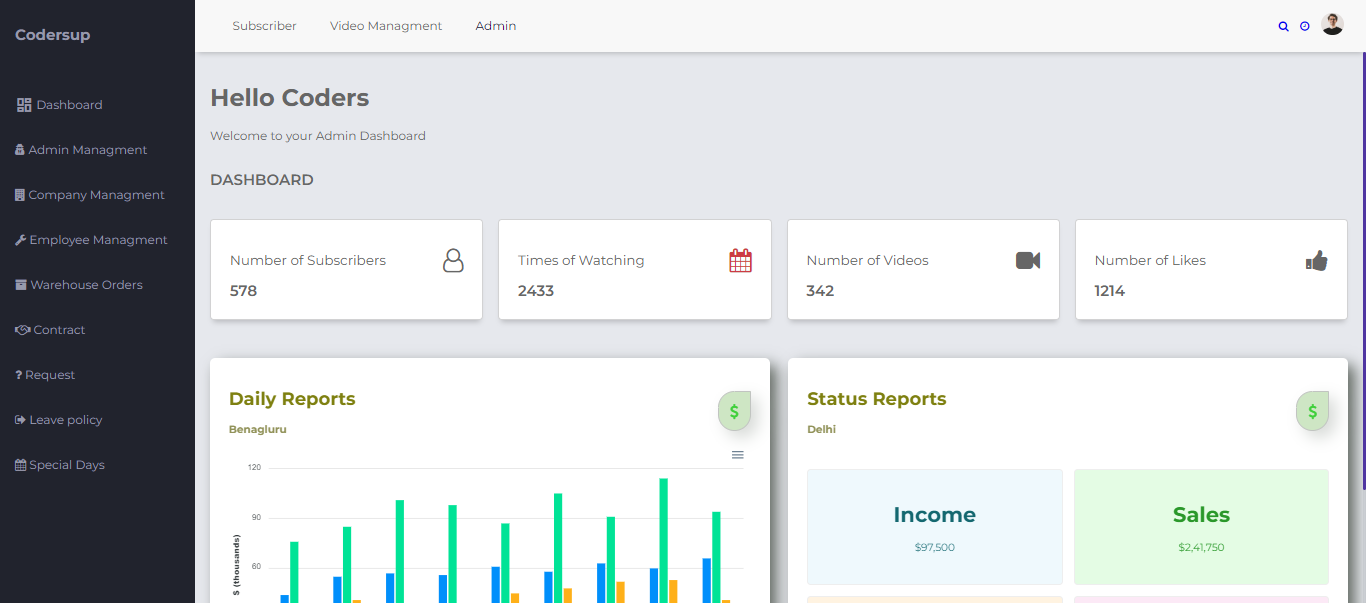 Codersup
Subscriber
Video Managment
Admin
Dashboard
Admin Managment
Company Managment
Employee Managment
Warehouse Orders
Contract
? Request
Leave policy
Special Days
Hello Coders
Welcome to your Admin Dashboard
DASHBOARD
Number of Subscribers
578
Times of Watching
2433
Number of Videos
342
Number of Likes
1214
Daily Reports
Benagluru
$
120
90
60
$ (thousands)
Status Reports
Delhi
$
Income
$97,500
Sales
$2,41,750